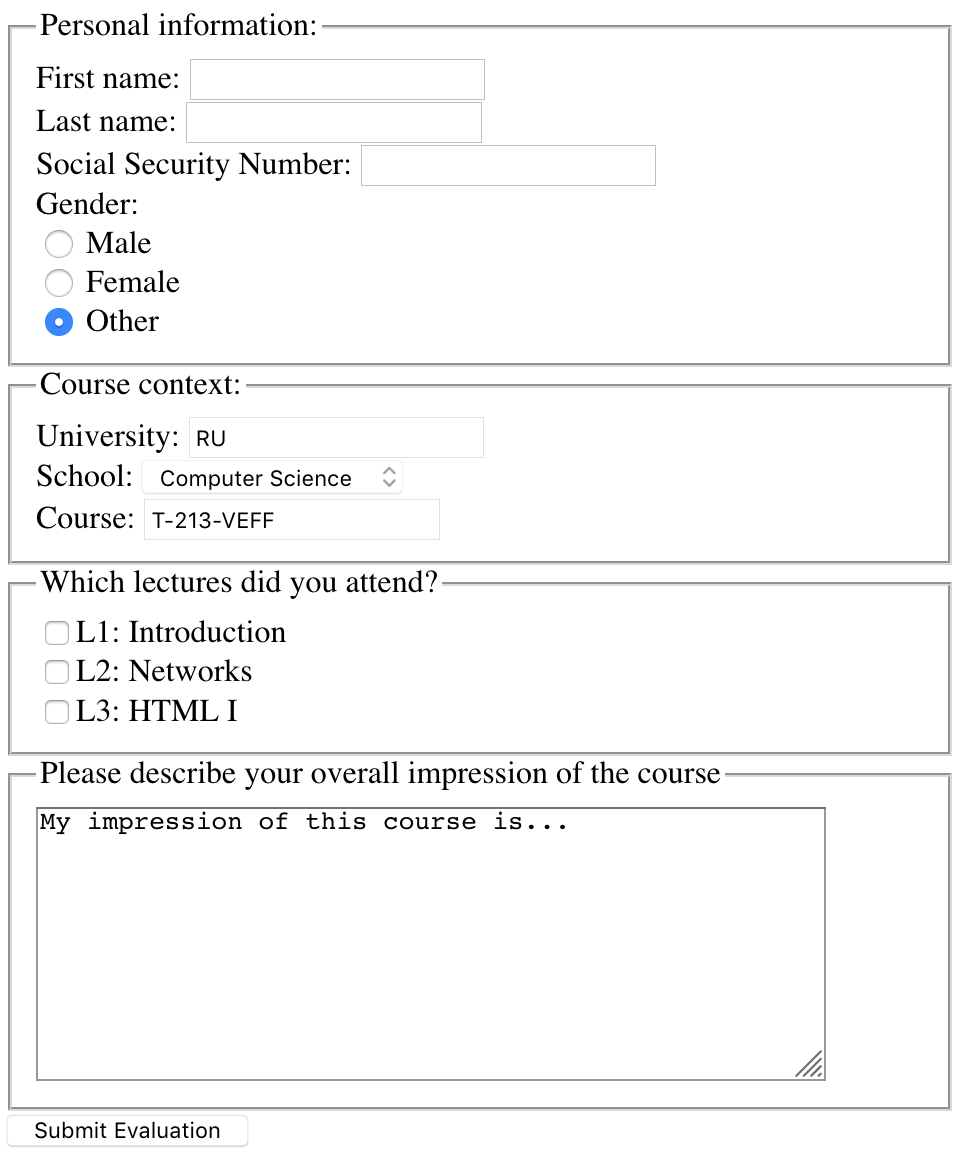 Personal information:
First name:
Last name:
Social Security Number:
Gender:
Male
Female
Other
Course context:
University: RU
School: Computer Science
Course: T-213-VEFF
Which lectures did you attend?
L1: Introduction
L2: Networks
L3: HTML I
Please describe your overall impression of the course
My impression of this course is...
Submit Evaluation